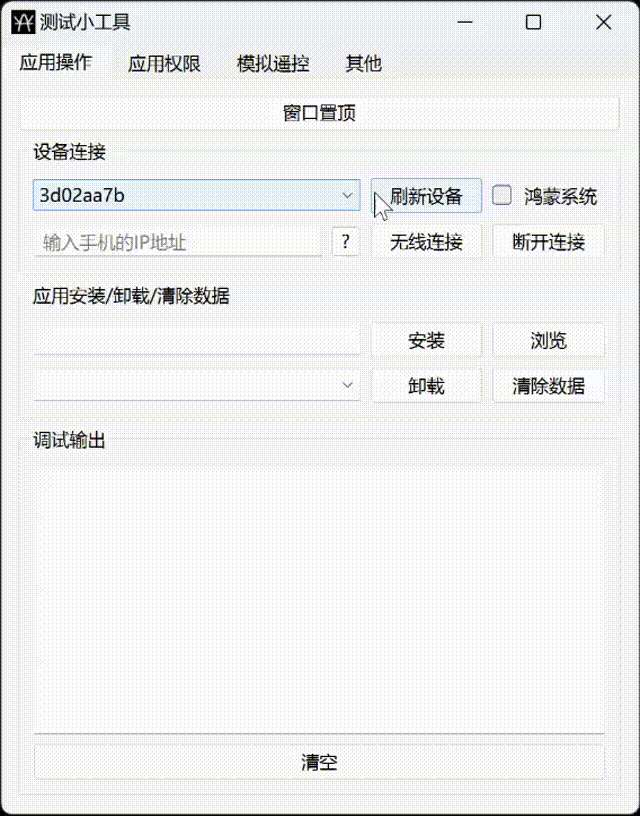 测试小工具
应用操作 应用权限 模拟遥控 其他
窗口置顶
设备连接
3d02aa7b 刷新设备 鸿蒙系统
输入手机的IP地址 ? 无线连接 断开连接
应用安装/卸载/清除数据
安装 浏览
卸载 清除数据
调试输出
清空